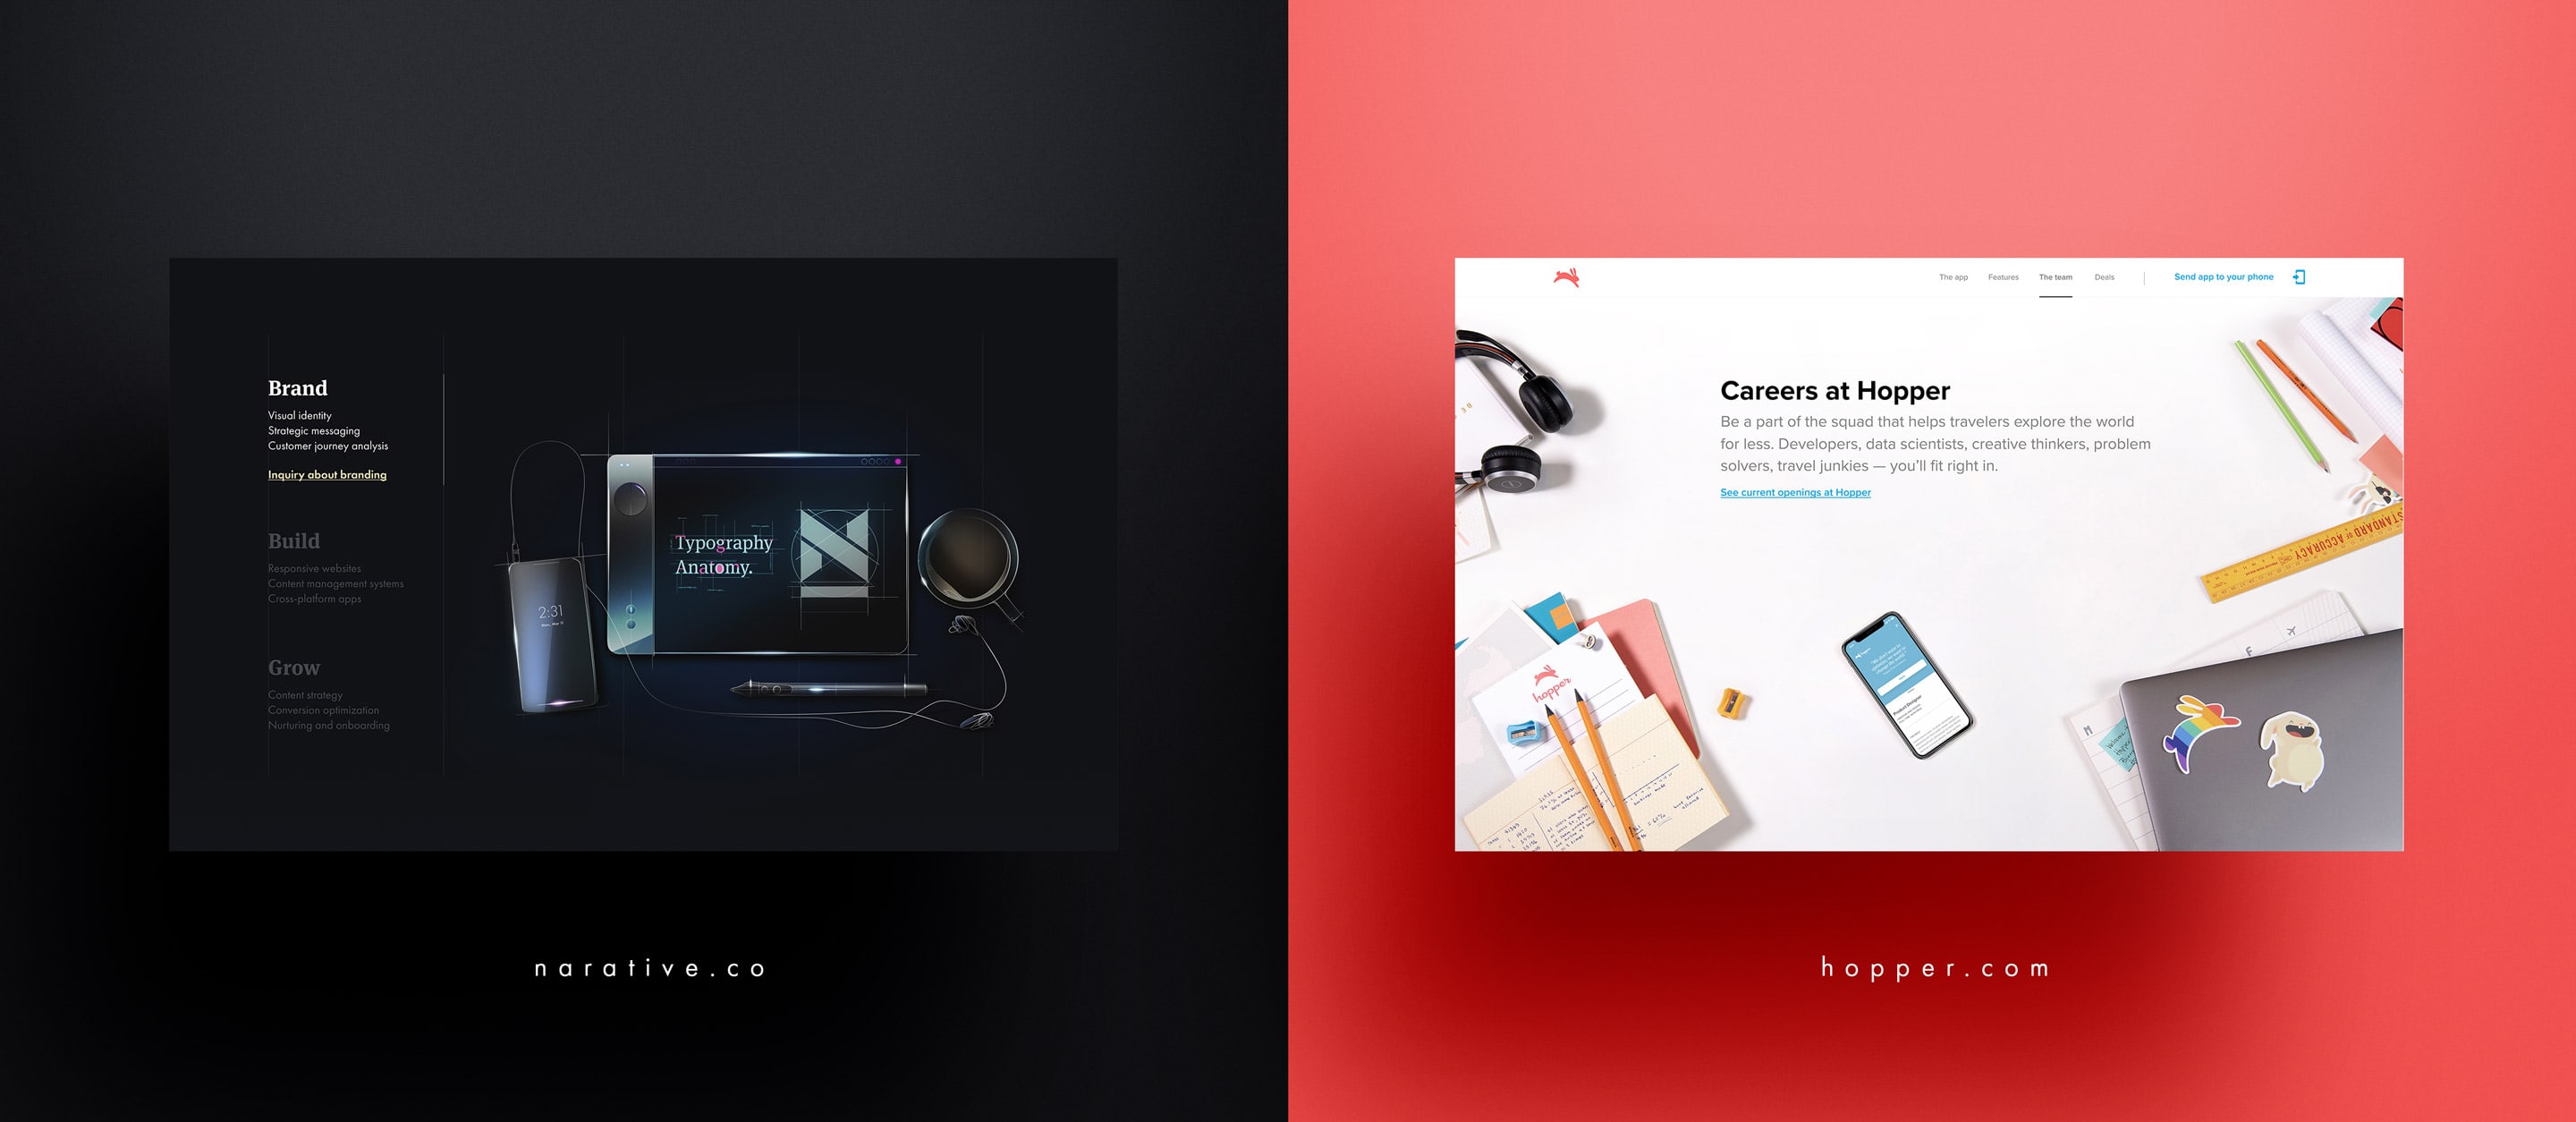 Brand
Visual identity
Strategic messaging
Customer journey analysis
Inquiry about branding
Build
Responsive websites
Content management systems
Cross-platform apps
Grow
Content strategy
Conversion optimization
Nurturing and onboarding
2:31
Typography
Anatomy.
narative.co
The app
Features
The team
Deals
Send app to your phone
Careers at Hopper
Be a part of the squad that helps travelers explore the world
for less. Developers, data scientists, creative thinkers, problem
solvers, travel junkies — you’ll fit right in.
See current openings at Hopper
STANDARD OF ACCURACY
hopper
Product Designer
M
F
hopper.com